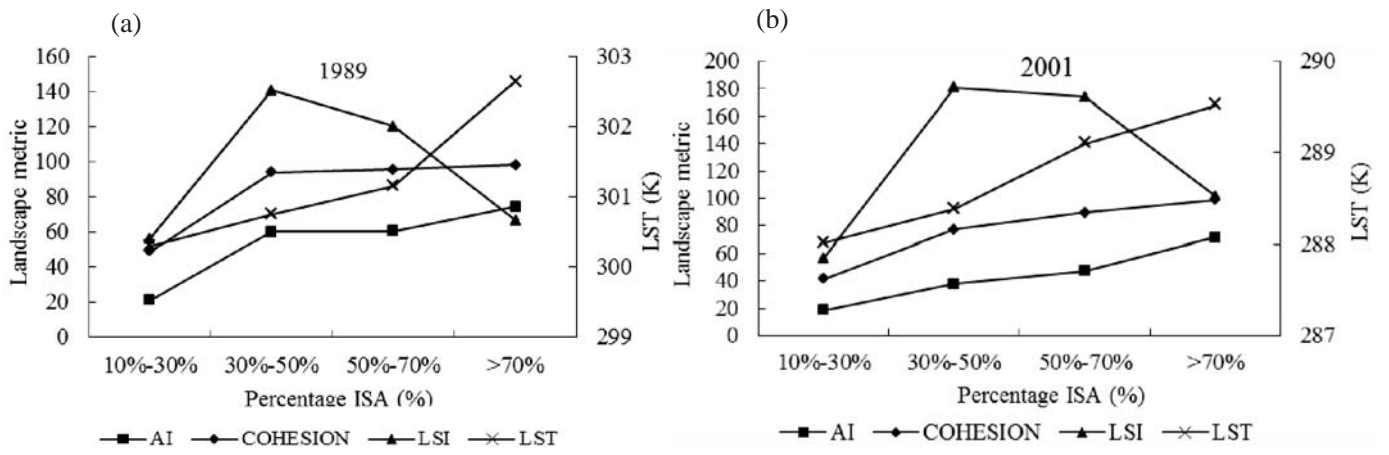 (a)
1989
160
140
120
100
80
60
40
20
0
Landscape metric
303
302
301
300
299
LST (K)
10%-30% 30%-50% 50%-70% >70%
Percentage ISA (%)
AI COHESION LSI LST
(b)
2001
200
180
160
140
120
100
80
60
40
20
0
Landscape metric
290
289
288
287
LST (K)
10%-30% 30%-50% 50%-70% >70%
Percentage ISA (%)
AI COHESION LSI LST